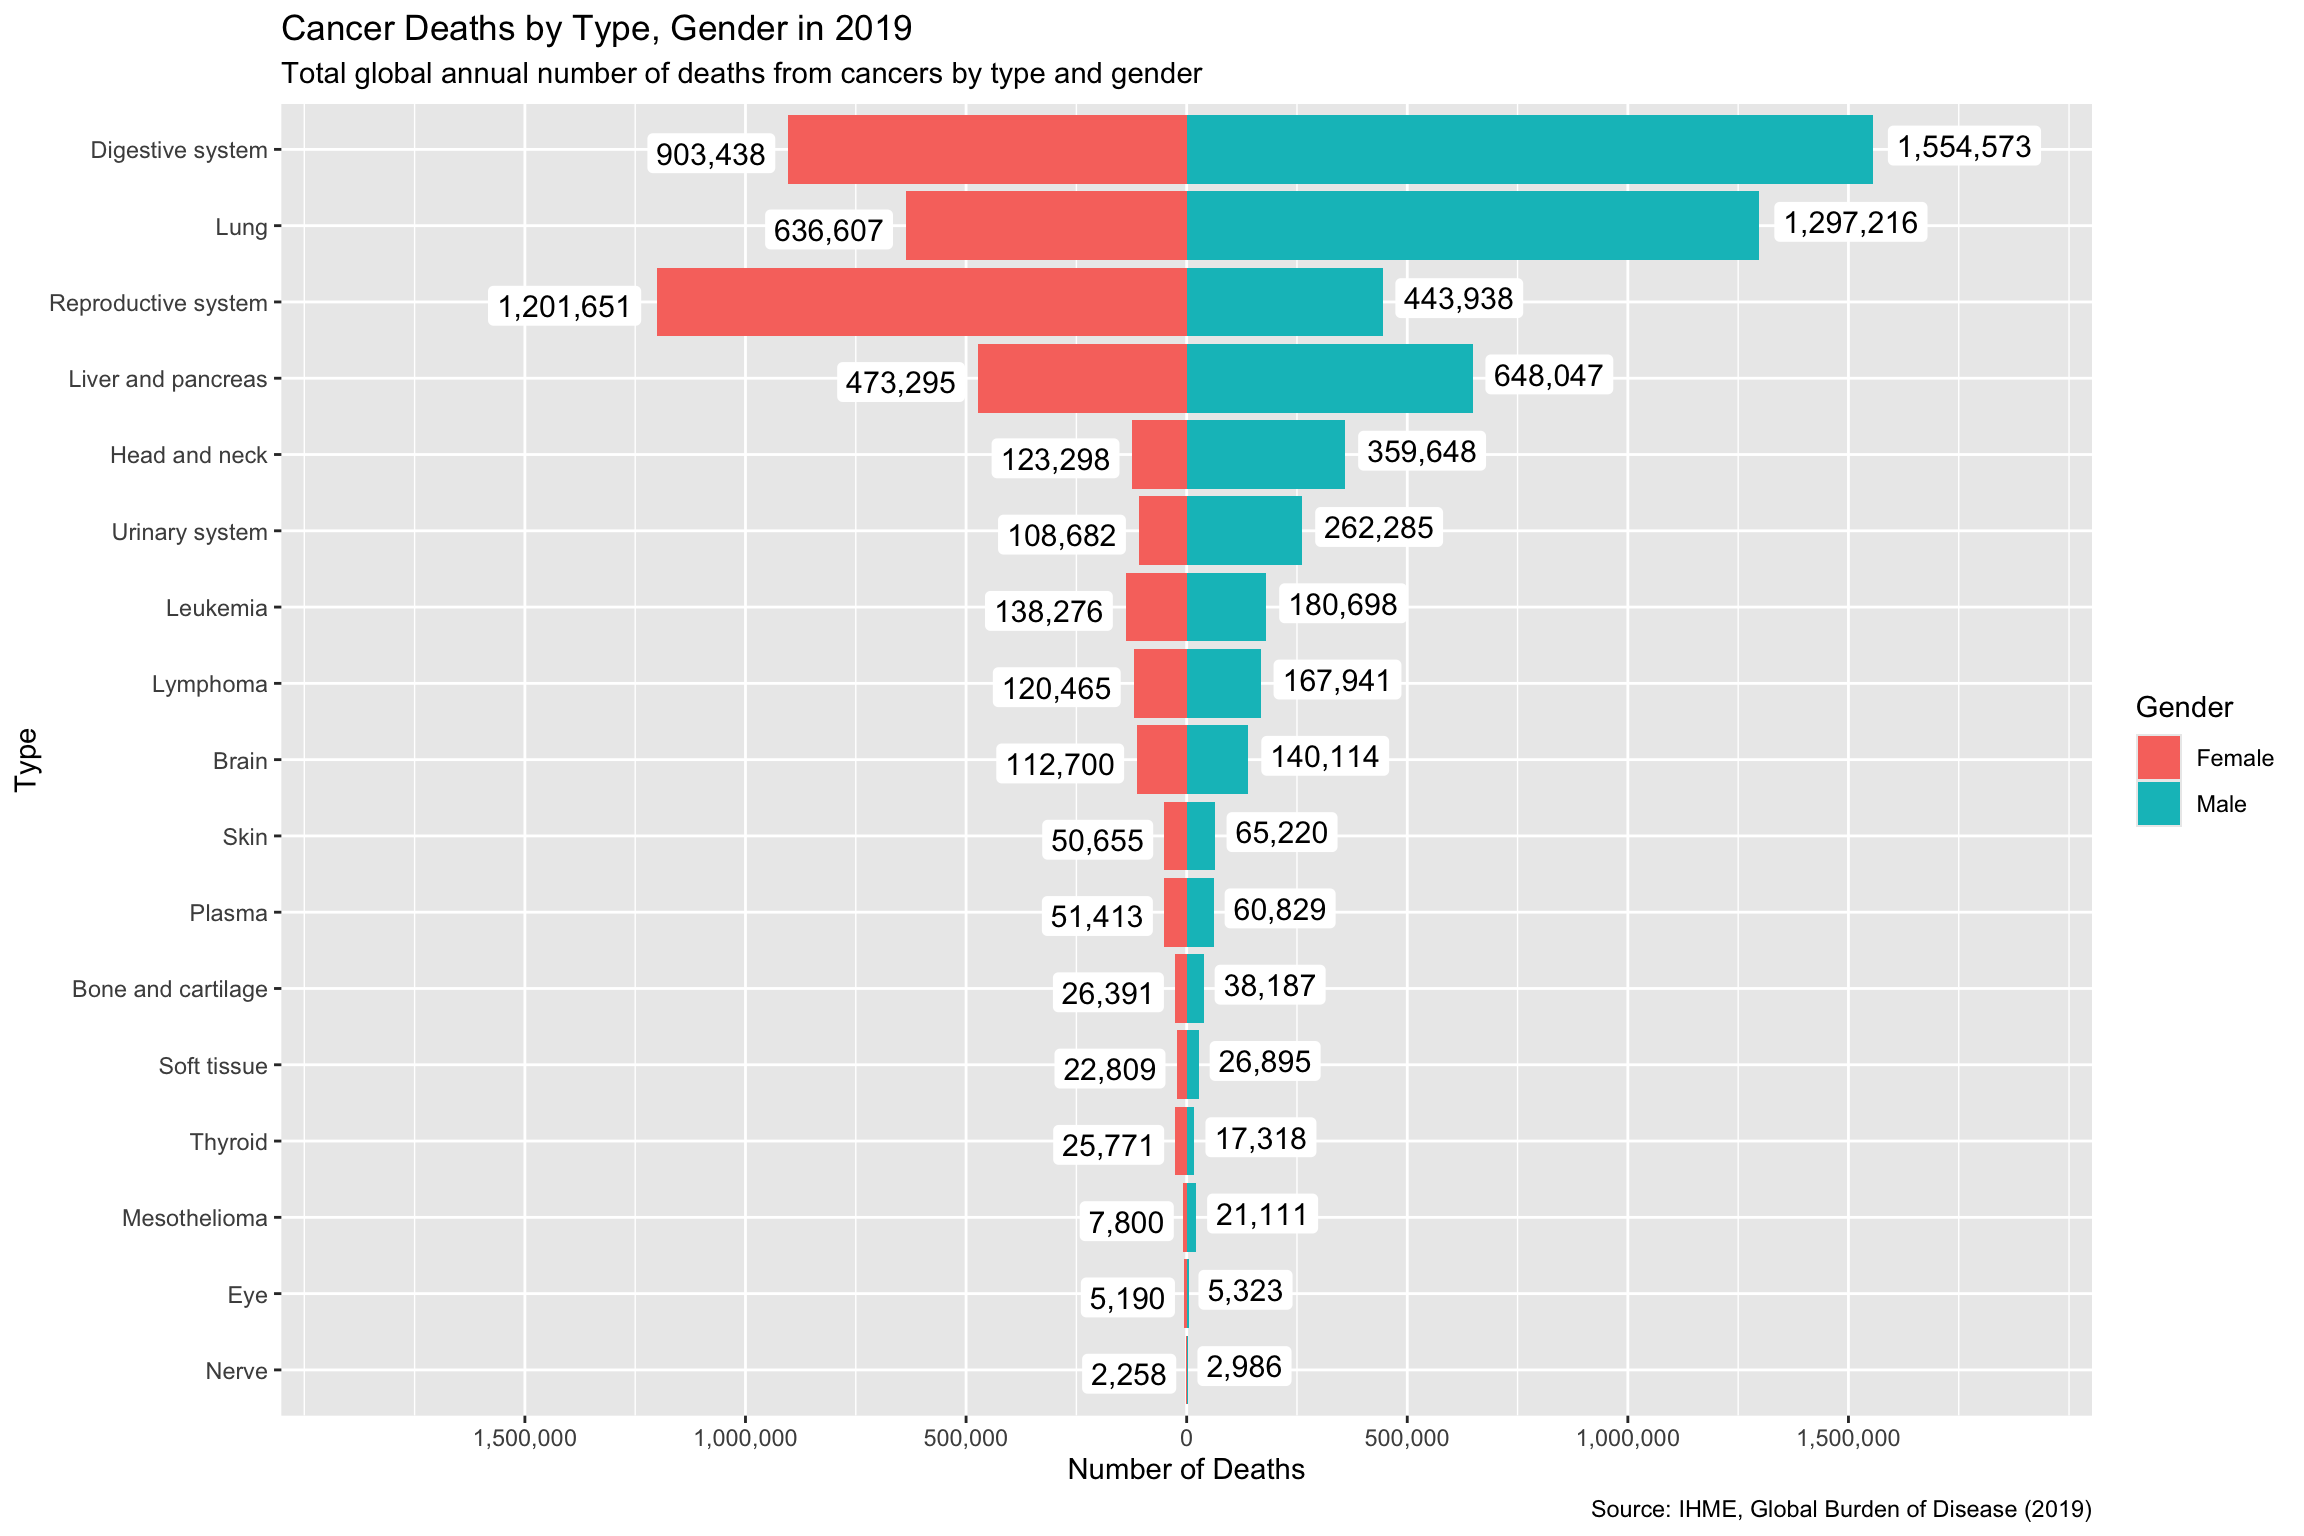 Cancer Deaths by Type, Gender in 2019
Total global annual number of deaths from cancers by type and gender
Digestive system 903,438 1,554,573
Lung 636,607 1,297,216
Reproductive system 1,201,651 443,938
Liver and pancreas 473,295 648,047
Head and neck 123,298 359,648
Urinary system 108,682 262,285
Leukemia 138,276 180,698
Lymphoma 120,465 167,941
Brain 112,700 140,114
Skin 50,655 65,220
Plasma 51,413 60,829
Bone and cartilage 26,391 38,187
Soft tissue 22,809 26,895
Thyroid 25,771 17,318
Mesothelioma 7,800 21,111
Eye 5,190 5,323
Nerve 2,258 2,986
Type
1,500,000 1,000,000 500,000 0 500,000 1,000,000 1,500,000
Number of Deaths
Gender
Female
Male
Source: IHME, Global Burden of Disease (2019)